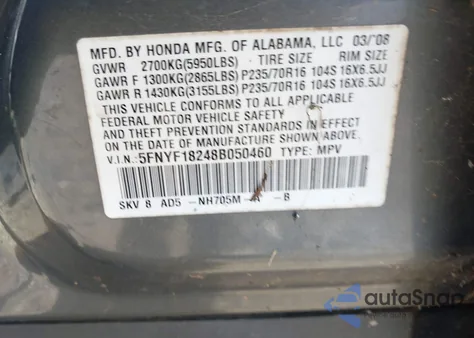 MFD. BY HONDA MFG. OF ALABAMA, LLC 03/'08
GVWR 2700KG(5950LBS) TIRE SIZE RIM SIZE
GAWR F 1300KG(2865LBS) P235/70R16 104S 16X6.5JJ
GAWR R 1430KG(3155LBS) P235/70R16 104S 16X6.5JJ
THIS VEHICLE CONFORMS TO ALL APPLICABLE
FEDERAL MOTOR VEHICLE SAFETY
AND THEFT PREVENTION STANDARDS IN EFFECT
ON THE DATE OF MANUFACTURE SHOWN ABOVE.
V.I.N.: 5FNYF18248B050460 TYPE: MPV
SKV 8 AD5 -NH705M- -B
autoSnap